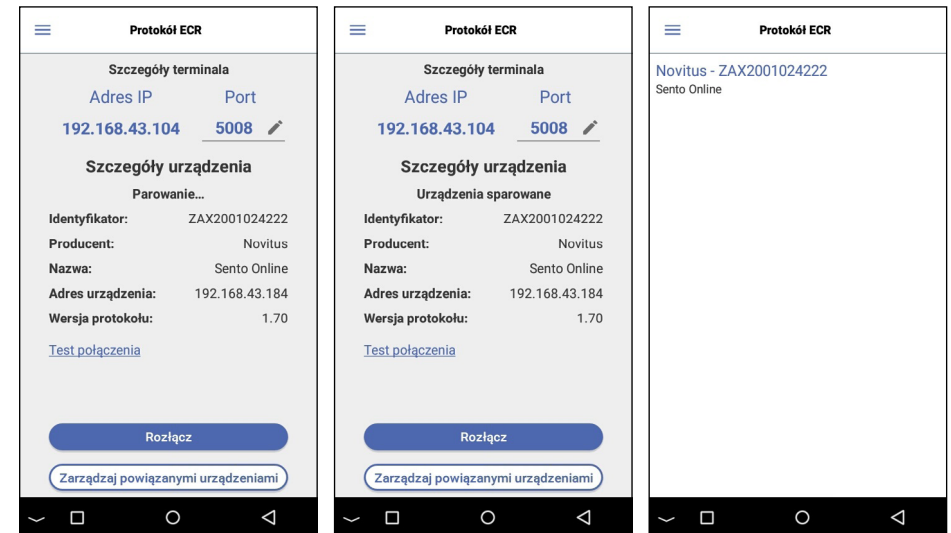 Protokół ECR
Szczegóły terminala
Adres IP Port
192.168.43.104 5008
Szczegóły urządzenia
Parowanie...
Identyfikator: ZAX2001024222
Producent: Novitus
Nazwa: Sento Online
Adres urządzenia: 192.168.43.184
Wersja protokołu: 1.70
Test połączenia
Rozłącz
Zarządzaj powiązanymi urządzeniami
Protokół ECR
Szczegóły terminala
Adres IP Port
192.168.43.104 5008
Szczegóły urządzenia
Urządzenia sparowane
Identyfikator: ZAX2001024222
Producent: Novitus
Nazwa: Sento Online
Adres urządzenia: 192.168.43.184
Wersja protokołu: 1.70
Test połączenia
Rozłącz
Zarządzaj powiązanymi urządzeniami
Protokół ECR
Novitus - ZAX2001024222
Sento Online